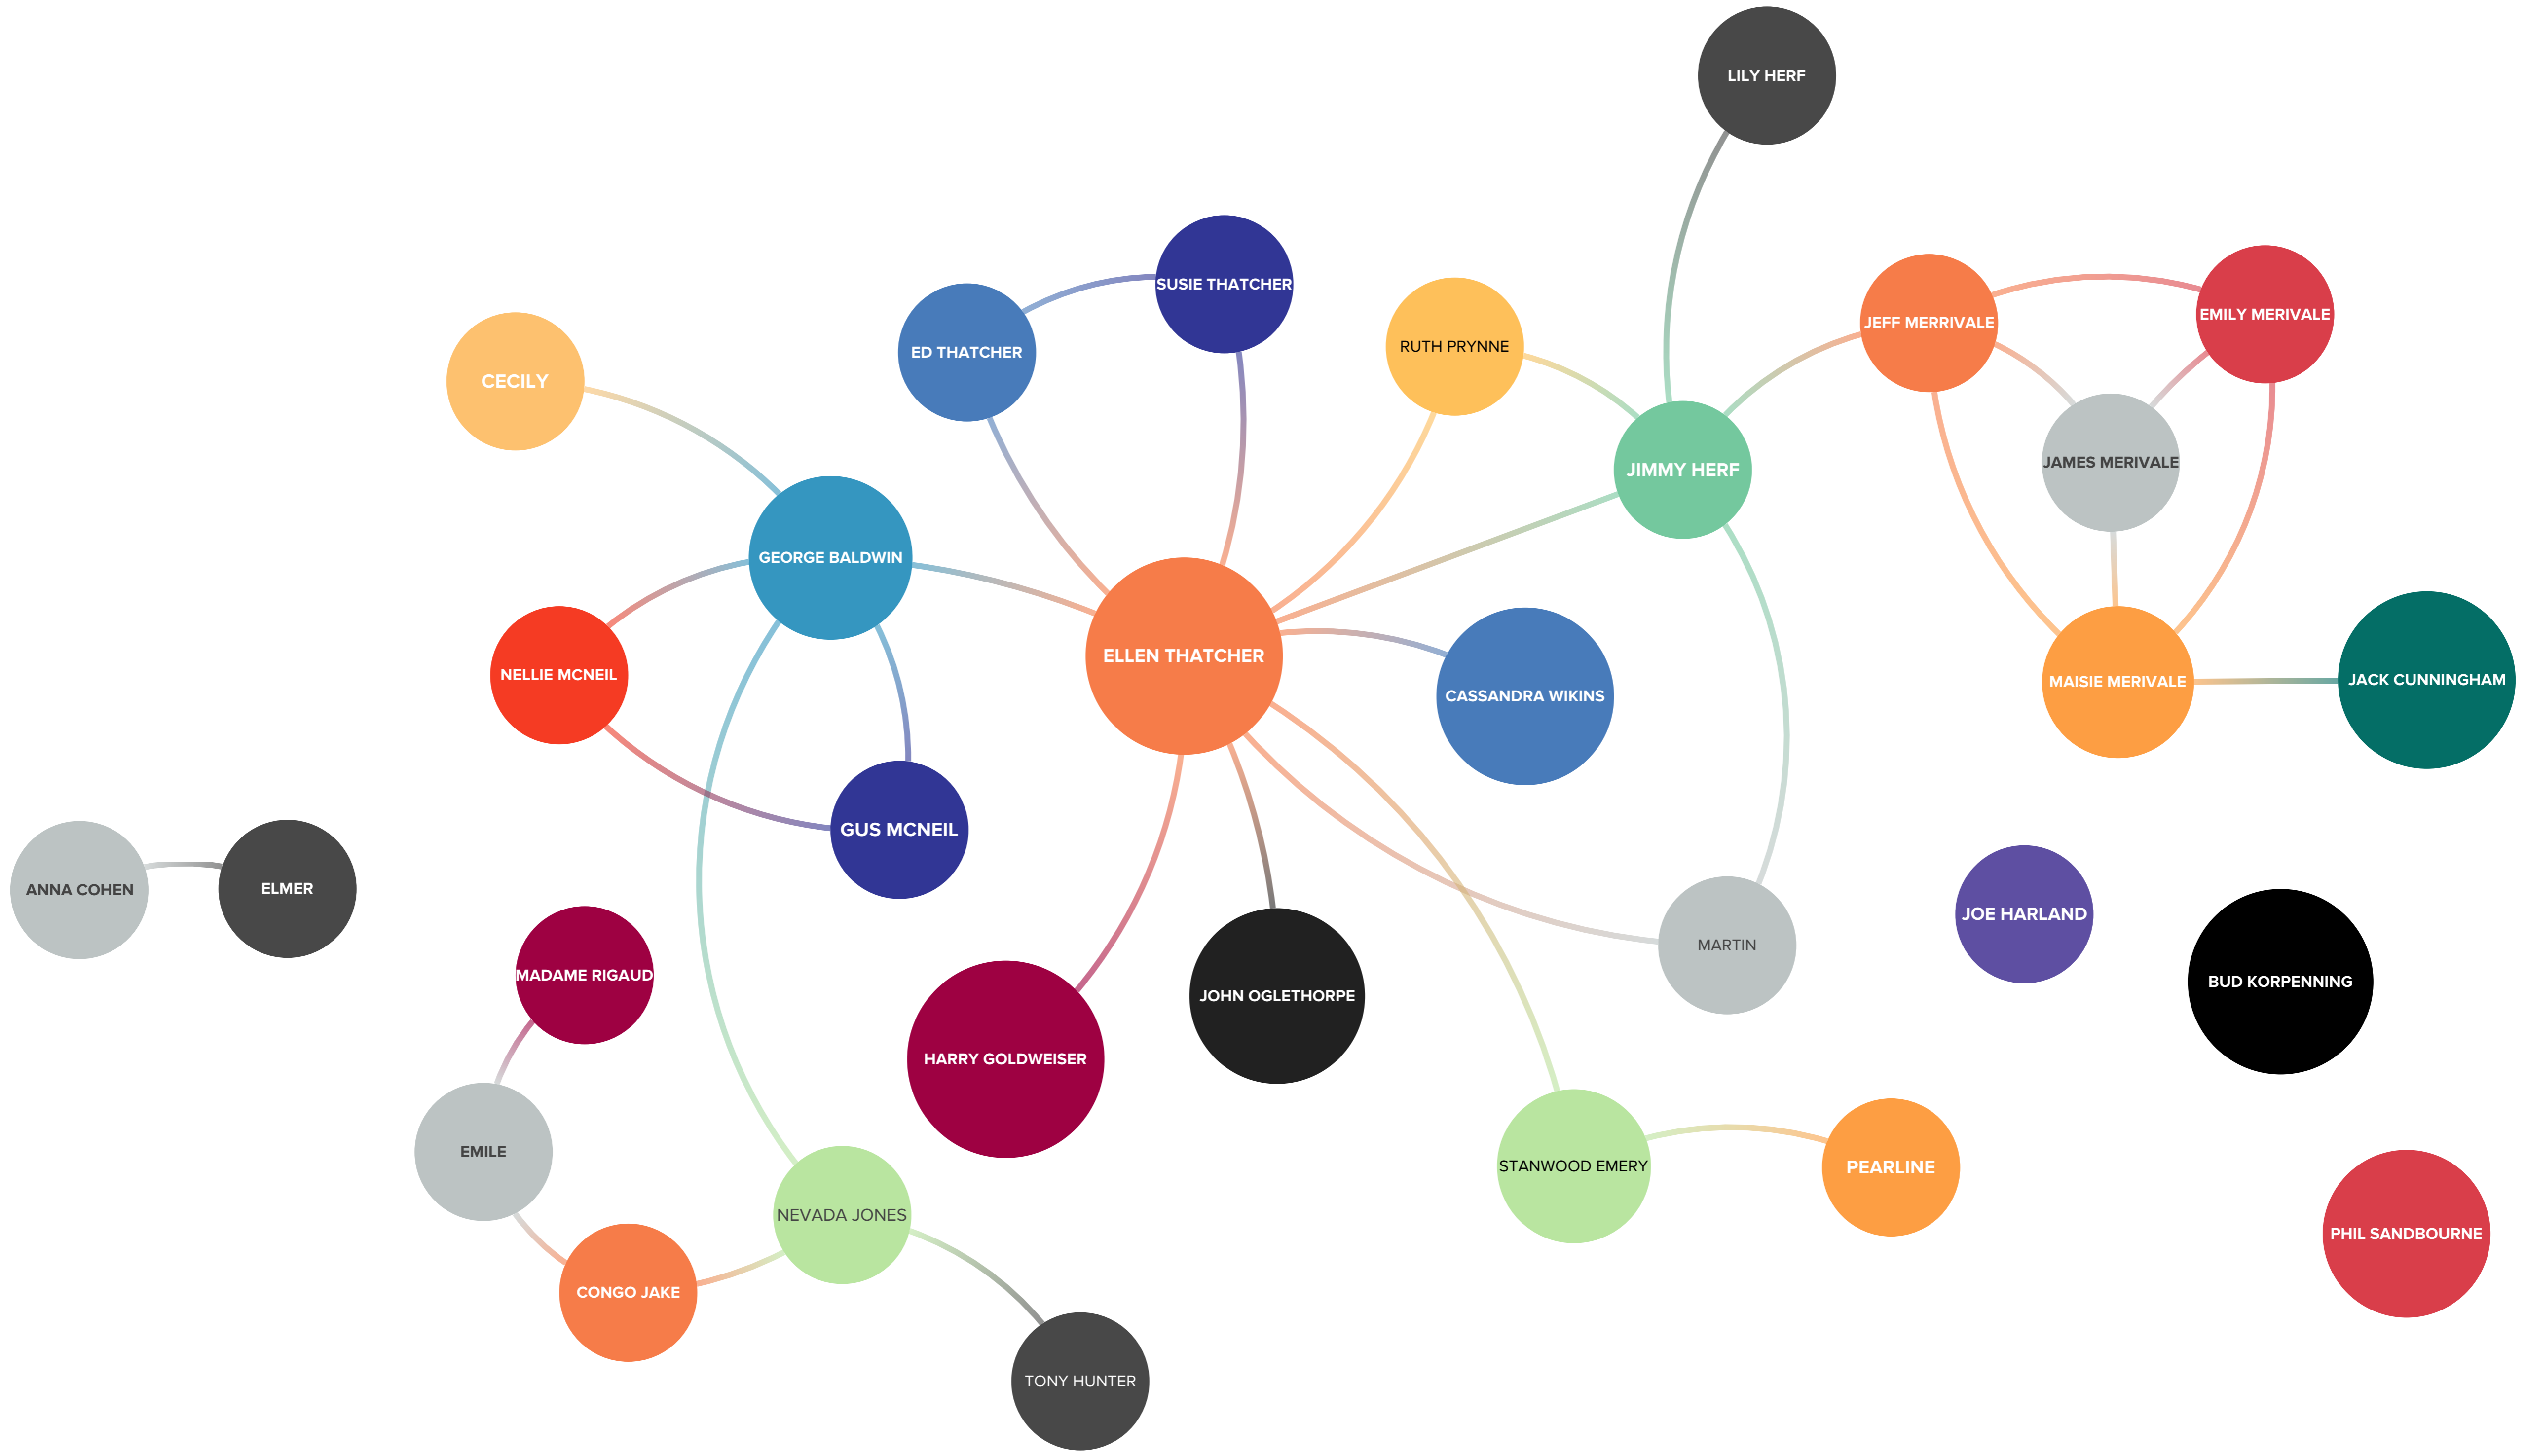 LILY HERF
SUSIE THATCHER
EMILY MERIVALE
JEFF MERRIVALE
RUTH PRYNNE
ED THATCHER
CECILY
JAMES MERIVALE
JIMMY HERF
GEORGE BALDWIN
ELLEN THATCHER
NELLIE MCNEIL
JACK CUNNINGHAM
MAISIE MERIVALE
CASSANDRA WIKINS
GUS MCNEIL
ELMER
ANNA COHEN
JOE HARLAND
MARTIN
MADAME RIGAUD
BUD KORPENNING
JOHN OGLETHORPE
HARRY GOLDWEISER
EMILE
STANWOOD EMERY
PEARLINE
NEVADA JONES
PHIL SANDBOURNE
CONGO JAKE
TONY HUNTER